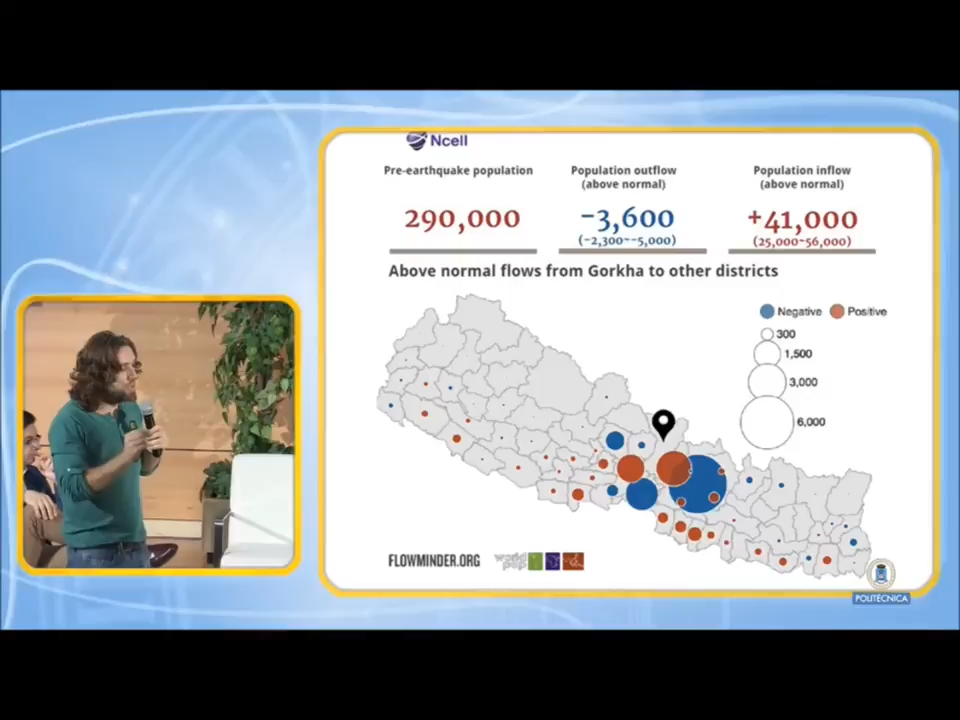 Ncell
Pre-earthquake population
Population outflow
(above normal)
Population inflow
(above normal)
290,000
-3,600
(-2,300--5,000)
+41,000
(25,000-56,000)
Above normal flows from Gorkha to other districts
Negative
Positive
300
1,500
3,000
6,000
FLOWMINDER.ORG
world
pop
POLITÉCNICA